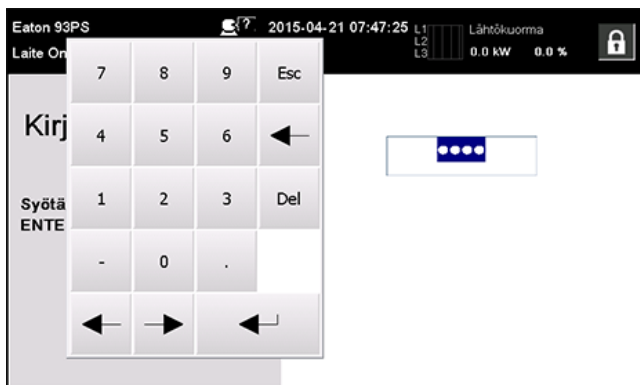 Eaton 93PS 2015-04-21 07:47:25 L1 Lähtökuorma
L2
Laite On L3 0.0 kW 0.0 %
7 8 9 Esc
Kirj
4 5 6
Syötä
1 2 3 Del
ENTE
- 0 .